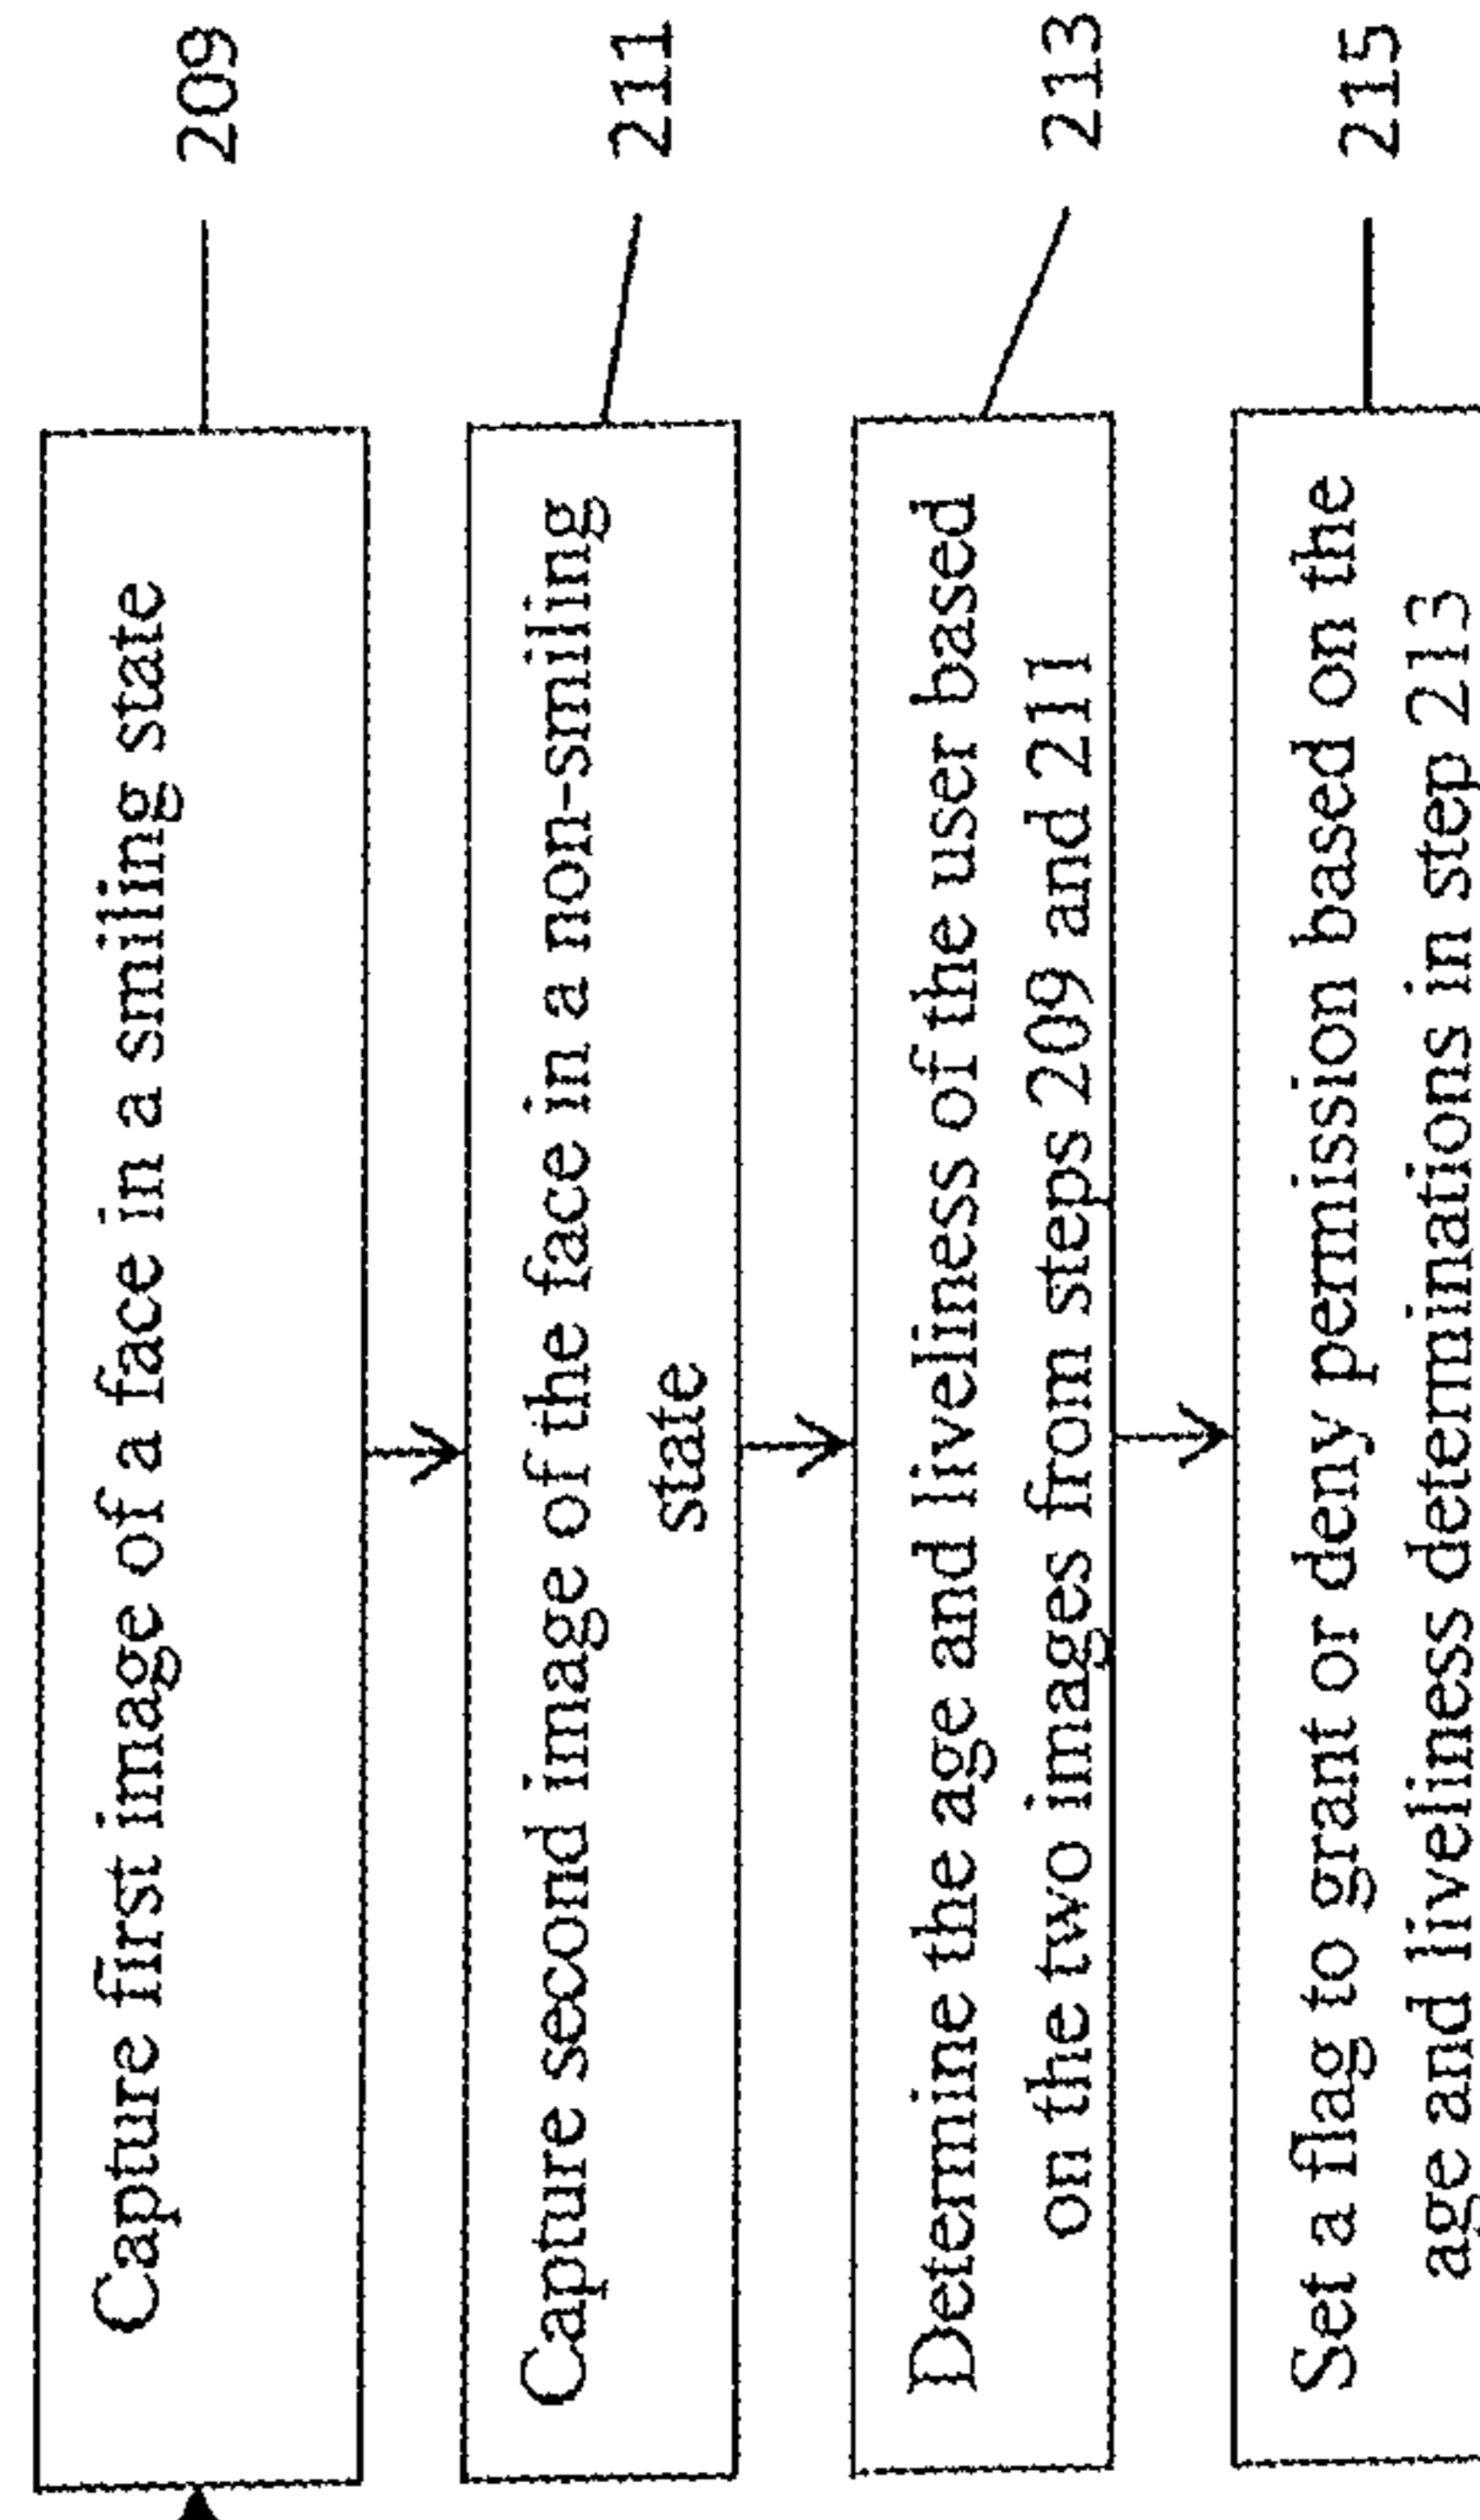 Capture first image of a face in a smiling state
209
Capture second image of the face in a non-smiling
state
211
Determine the age and liveliness of the user based
on the two images from steps 209 and 211
213
Set a flag to grant or deny pemission based on the
age and liveliness determinations in step 213
215